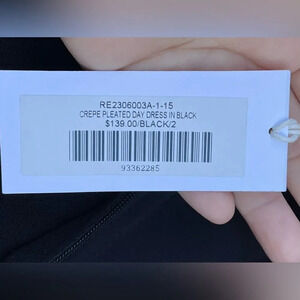 RE2306003A-1-15
CREPE PLEATED DAY DRESS IN BLACK
$139.00/BLACK/2
93362285